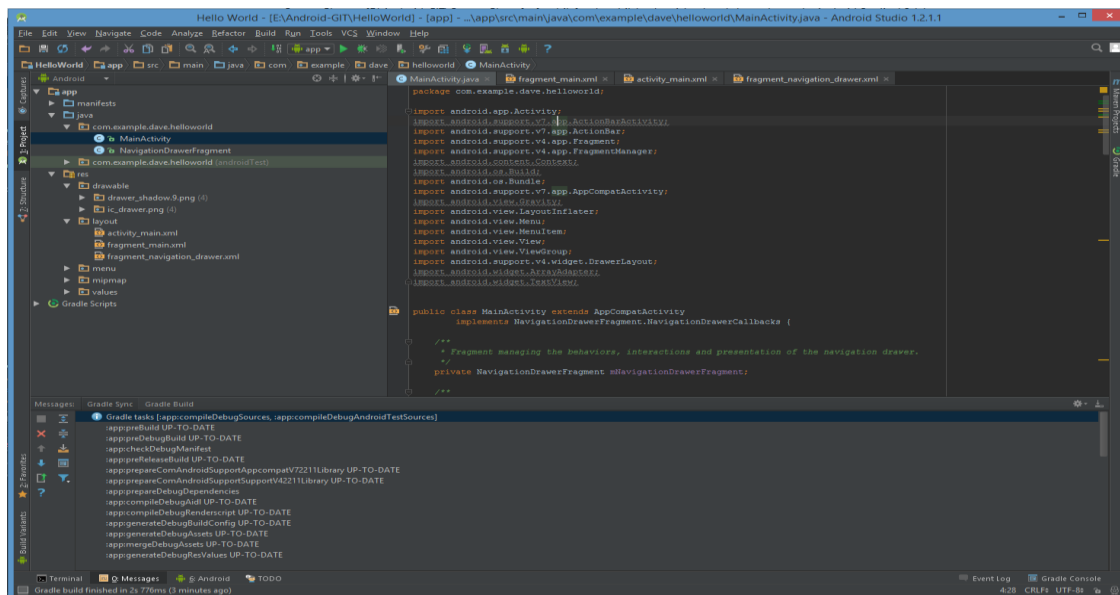 Hello World - [E:\Android-GIT\HelloWorld] - [app] - ...\app\src\main\java\com\example\dave\helloworld\MainActivity.java - Android Studio 1.2.1.1
File Edit View Navigate Code Analyze Refactor Build Run Tools VCS Window Help
app
HelloWorld app src main java com example dave helloworld MainActivity
Android
MainActivity.java × fragment_main.xml × activity_main.xml × fragment_navigation_drawer.xml ×
Captures
1: Project
7: Structure
2: Favorites
Build Variants
Maven Projects
Gradle
app
manifests
java
com.example.dave.helloworld
MainActivity
NavigationDrawerFragment
com.example.dave.helloworld (androidTest)
res
drawable
drawer_shadow.9.png (4)
ic_drawer.png (4)
layout
activity_main.xml
fragment_main.xml
fragment_navigation_drawer.xml
menu
mipmap
values
Gradle Scripts
package com.example.dave.helloworld;
import android.app.Activity;
import android.support.v7.app.ActionBarActivity;
import android.support.v7.app.ActionBar;
import android.support.v4.app.Fragment;
import android.support.v4.app.FragmentManager;
import android.content.Context;
import android.os.Build;
import android.os.Bundle;
import android.support.v7.app.AppCompatActivity;
import android.view.Gravity;
import android.view.LayoutInflater;
import android.view.Menu;
import android.view.MenuItem;
import android.view.View;
import android.view.ViewGroup;
import android.support.v4.widget.DrawerLayout;
import android.widget.ArrayAdapter;
import android.widget.TextView;
public class MainActivity extends AppCompatActivity
implements NavigationDrawerFragment.NavigationDrawerCallbacks {
/**
* Fragment managing the behaviors, interactions and presentation of the navigation drawer.
*/
private NavigationDrawerFragment mNavigationDrawerFragment;
/**
Messages: Gradle Sync Gradle Build
Gradle tasks [:app:compileDebugSources, :app:compileDebugAndroidTestSources]
:app:preBuild UP-TO-DATE
:app:preDebugBuild UP-TO-DATE
:app:checkDebugManifest
:app:preReleaseBuild UP-TO-DATE
:app:prepareComAndroidSupportAppcompatV72211Library UP-TO-DATE
:app:prepareComAndroidSupportSupportV42211Library UP-TO-DATE
:app:prepareDebugDependencies
:app:compileDebugAidl UP-TO-DATE
:app:compileDebugRenderscript UP-TO-DATE
:app:generateDebugBuildConfig UP-TO-DATE
:app:generateDebugAssets UP-TO-DATE
:app:mergeDebugAssets UP-TO-DATE
:app:generateDebugResValues UP-TO-DATE
Terminal 0: Messages 6: Android TODO Event Log Gradle Console
Gradle build finished in 2s 776ms (3 minutes ago) 4:28 CRLF UTF-8